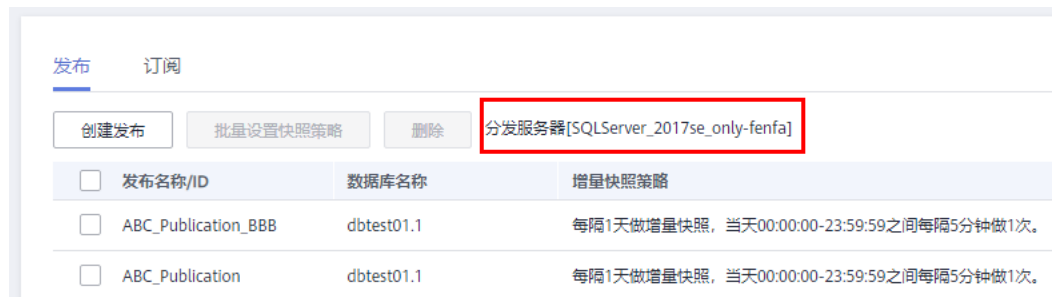 发布 订阅
创建发布 批量设置快照策略 删除 分发服务器[SQLServer_2017se_only-fenfa]
发布名称/ID 数据库名称 增量快照策略
ABC_Publication_BBB dbtest01.1 每隔1天做增量快照，当天00:00:00-23:59:59之间每隔5分钟做1次。
ABC_Publication dbtest01.1 每隔1天做增量快照，当天00:00:00-23:59:59之间每隔5分钟做1次。